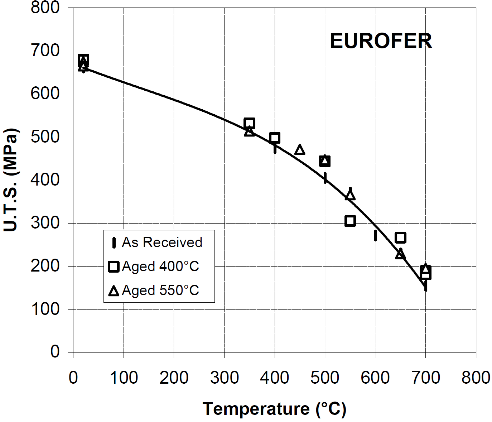 EUROFER
U.T.S. (MPa)
800
700
600
500
400
300
200
100
0
As Received
Aged 400°C
Aged 550°C
0 100 200 300 400 500 600 700 800
Temperature (°C)